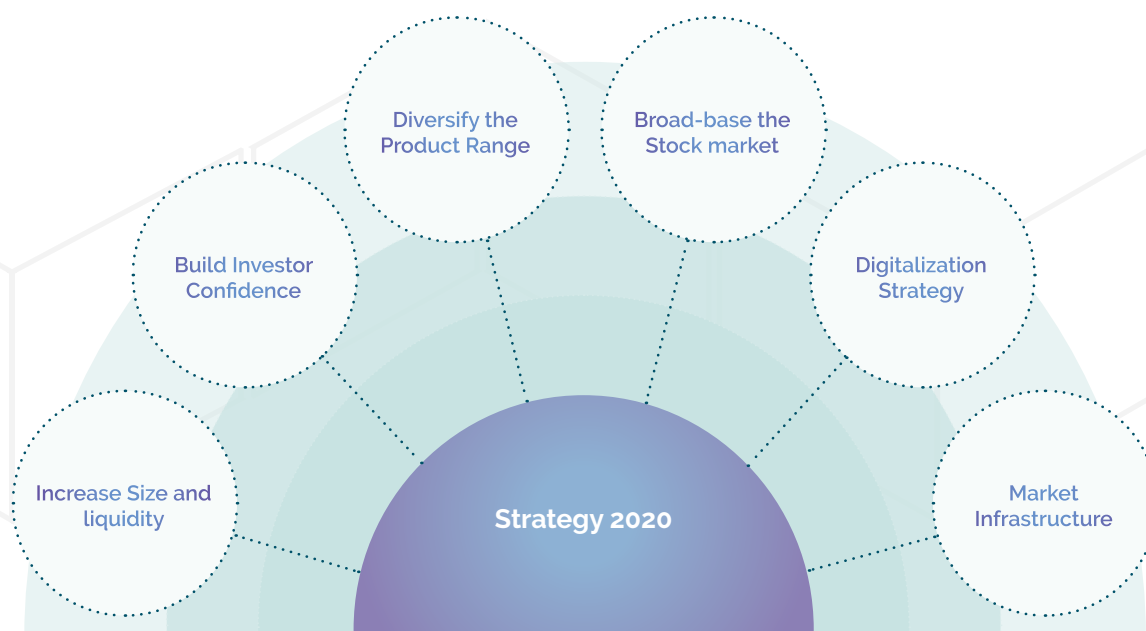 Diversify the
Product Range
Broad-base the
Stock market
Build Investor
Confidence
Digitalization
Strategy
Increase Size and
liquidity
Market
Infrastructure
Strategy 2020